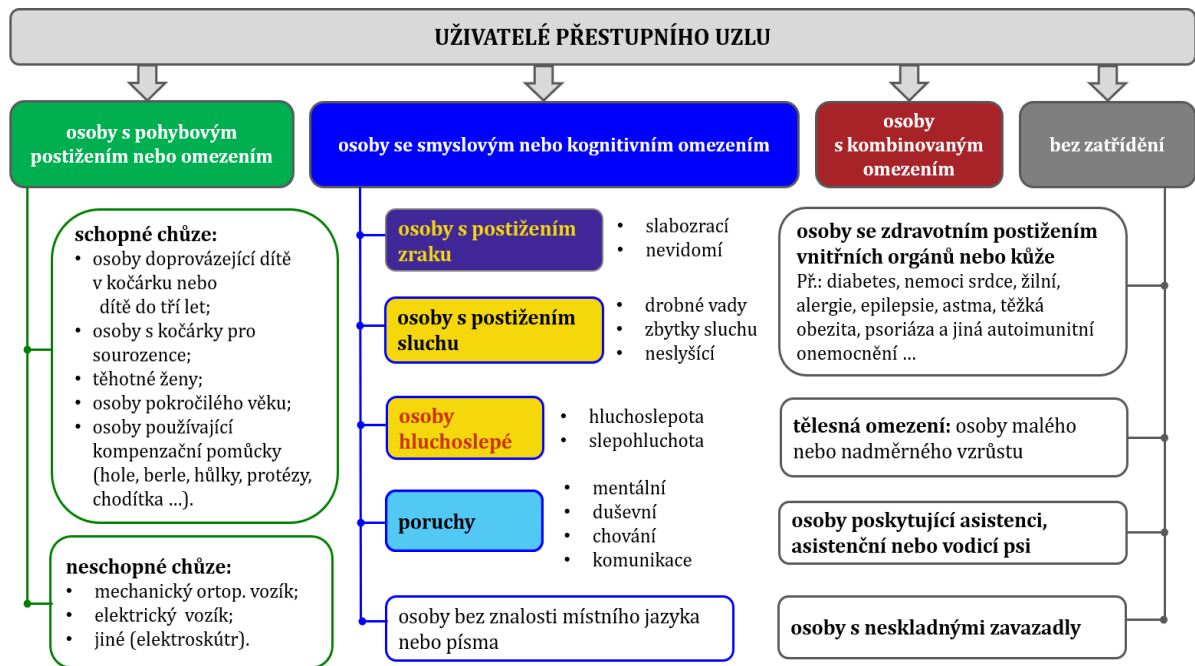 UŽIVATELÉ PŘESTUPNÍHO UZLU
osoby s pohybovým
postižením nebo omezením
schopné chůze:
• osoby doprovázející dítě
v kočárku nebo
dítě do tří let;
• osoby s kočárky pro
sourozence;
• těhotné ženy;
• osoby pokročilého věku;
• osoby používající
kompenzační pomůcky
(hole, berle, hůlky, protézy,
chodítka ...).
neschopné chůze:
• mechanický ortop. vozík;
• elektrický vozík;
• jiné (elektroskútr).
osoby se smyslovým nebo kognitivním omezením
osoby s postižením
zraku
• slabozrací
• nevidomí
osoby s postižením
sluchu
• drobné vady
• zbytky sluchu
• neslyšící
osoby
hluchoslepé
• hluchoslepota
• slepohluchota
poruchy
• mentální
• duševní
• chování
• komunikace
osoby bez znalosti místního jazyka
nebo písma
osoby
s kombinovaným
omezením
bez zatřídění
osoby se zdravotním postižením
vnitřních orgánů nebo kůže
Př.: diabetes, nemoci srdce, žilní,
alergie, epilepsie, astma, těžká
obezita, psoriáza a jiná autoimunitní
onemocnění ...
tělesná omezení: osoby malého
nebo nadměrného vzrůstu
osoby poskytující asistenci,
asistenční nebo vodicí psi
osoby s neskladnými zavazadly